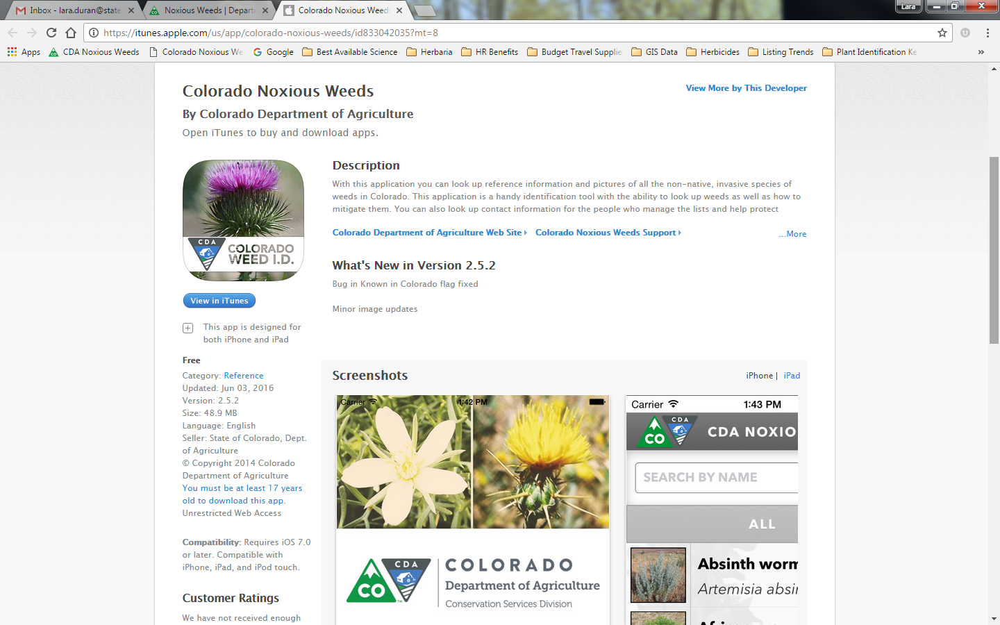 Inbox - lara.duran@state
Noxious Weeds | Departm
Colorado Noxious Weeds
Lara
https://itunes.apple.com/us/app/colorado-noxious-weeds/id833042035?mt=8
Apps
CDA Noxious Weeds
Colorado Noxious We
Google
Best Available Science
Herbaria
HR Benefits
Budget Travel Supplie
GIS Data
Herbicides
Listing Trends
Plant Identification Ke
»
Colorado Noxious Weeds
View More by This Developer
By Colorado Department of Agriculture
Open iTunes to buy and download apps.
CDA
COLORADO
WEED I.D.
View in iTunes
This app is designed for
both iPhone and iPad
Free
Category: Reference
Updated: Jun 03, 2016
Version: 2.5.2
Size: 48.9 MB
Language: English
Seller: State of Colorado, Dept.
of Agriculture
© Copyright 2014 Colorado
Department of Agriculture
You must be at least 17 years
old to download this app.
Unrestricted Web Access
Compatibility: Requires iOS 7.0
or later. Compatible with
iPhone, iPad, and iPod touch.
Customer Ratings
We have not received enough
Description
With this application you can look up reference information and pictures of all the non-native, invasive species of
weeds in Colorado. This application is a handy identification tool with the ability to look up weeds as well as how to
mitigate them. You can also look up contact information for the people who manage the lists and help protect
Colorado Department of Agriculture Web Site
Colorado Noxious Weeds Support
...More
What's New in Version 2.5.2
Bug in Known in Colorado flag fixed
Minor image updates
Screenshots
iPhone | iPad
Carrier 1:42 PM
CO
CDA
COLORADO
Department of Agriculture
Conservation Services Division
TM
Carrier 1:43 PM
CO
CDA
CDA NOXIO
SEARCH BY NAME
ALL
Absinth worm
Artemisia absin